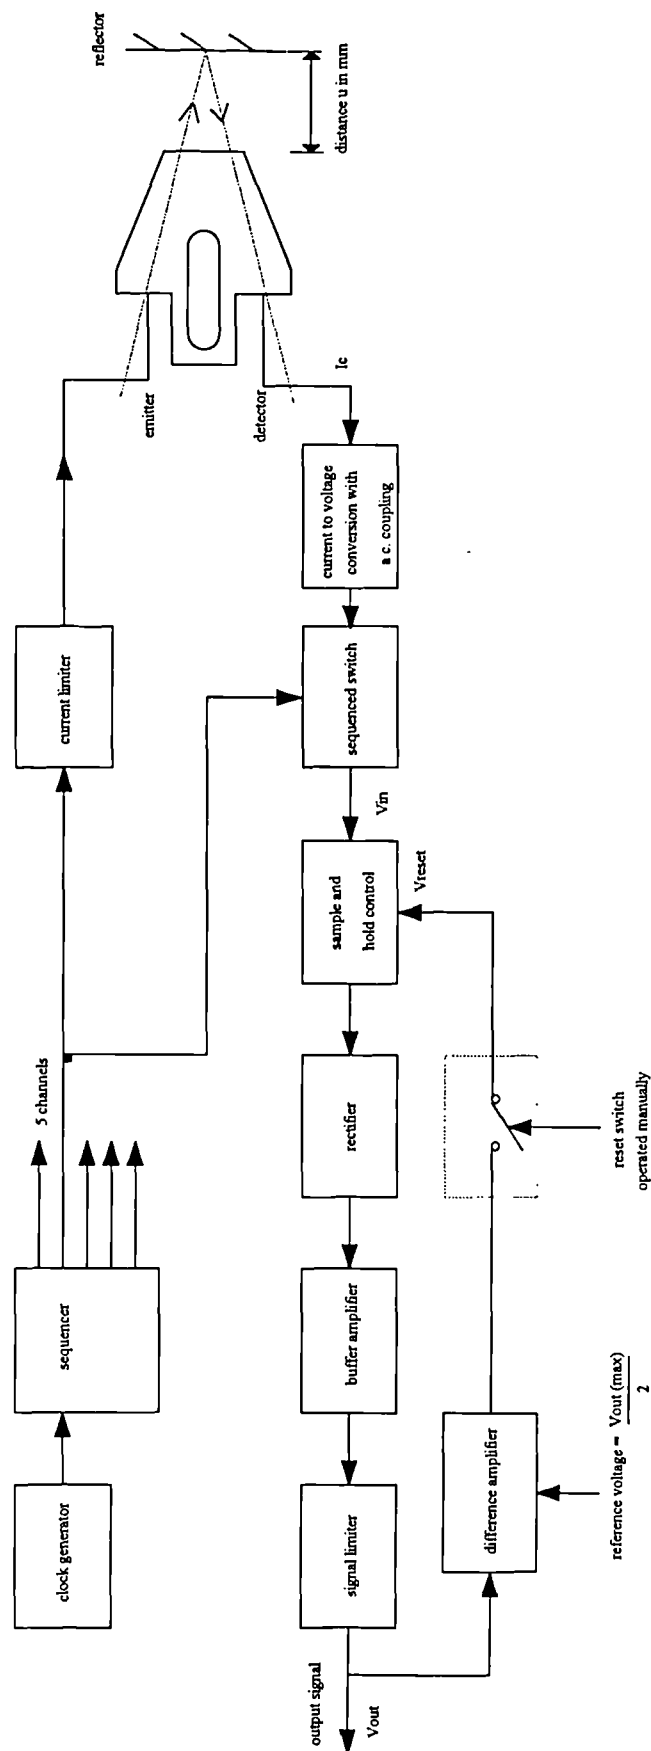 reflector
distance u in mm
emitter
detector
Ic
current to voltage
conversion with
a c. coupling
current limiter
sequenced switch
Vin
sample and
hold control
Vreset
5 channels
rectifier
reset switch
operated manually
sequencer
buffer amplifier
clock generator
signal limiter
difference amplifier
reference voltage = Vout (max)
2
output signal
Vout